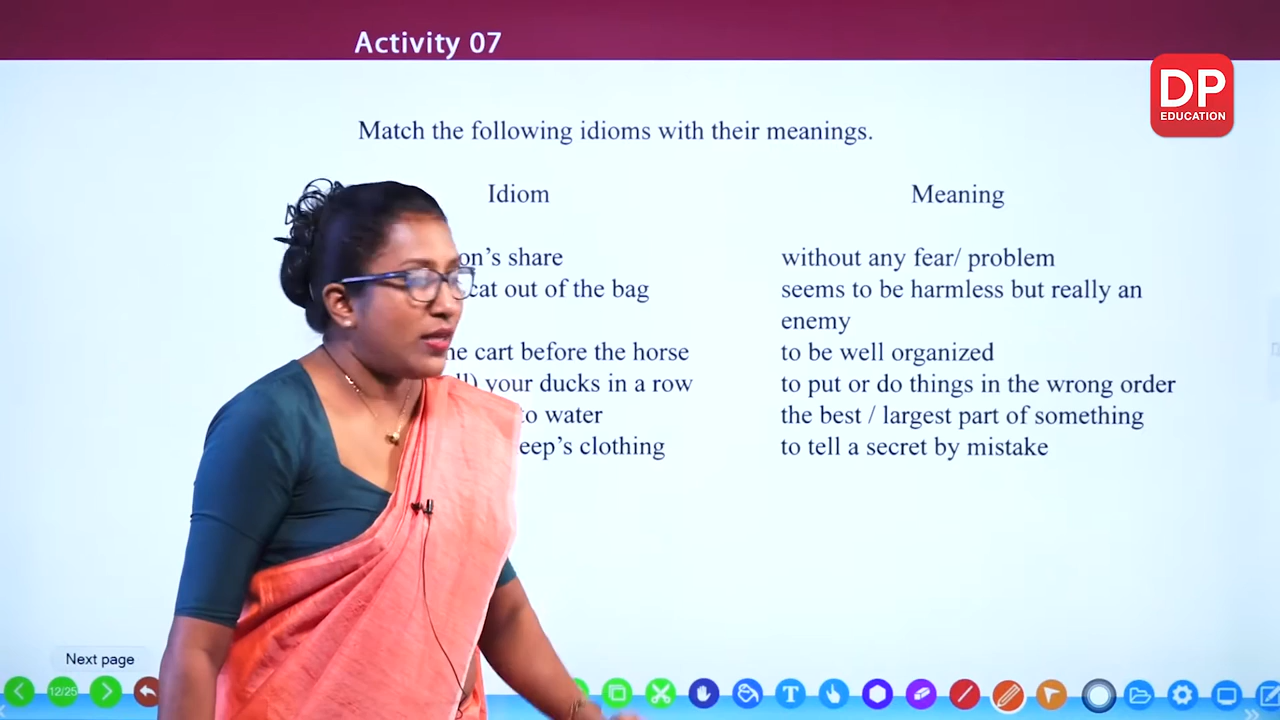 Activity 07
DP
EDUCATION
Match the following idioms with their meanings.
Idiom Meaning
share without any fear/ problem
cat out of the bag seems to be harmless but really an
enemy
cart before the horse to be well organized
your ducks in a row to put or do things in the wrong order
to water the best / largest part of something
clothing to tell a secret by mistake
Next page
12/25
T